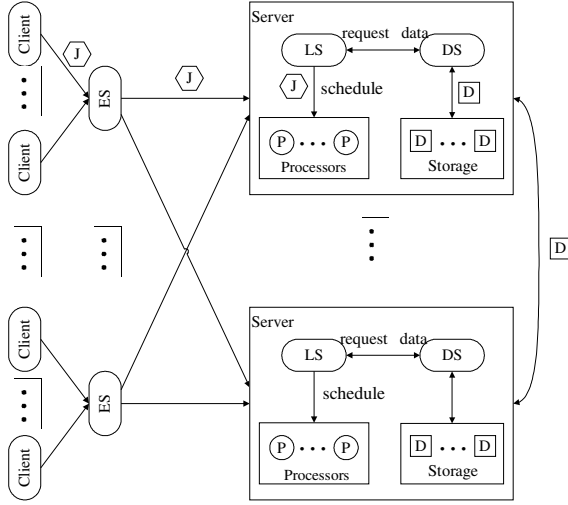 Client
Client
J
ES
J
Server
LS
request data
DS
J
schedule
D
P ... P
Processors
D ... D
Storage
D
Client
Client
ES
Server
LS
request data
DS
schedule
P ... P
Processors
D ... D
Storage